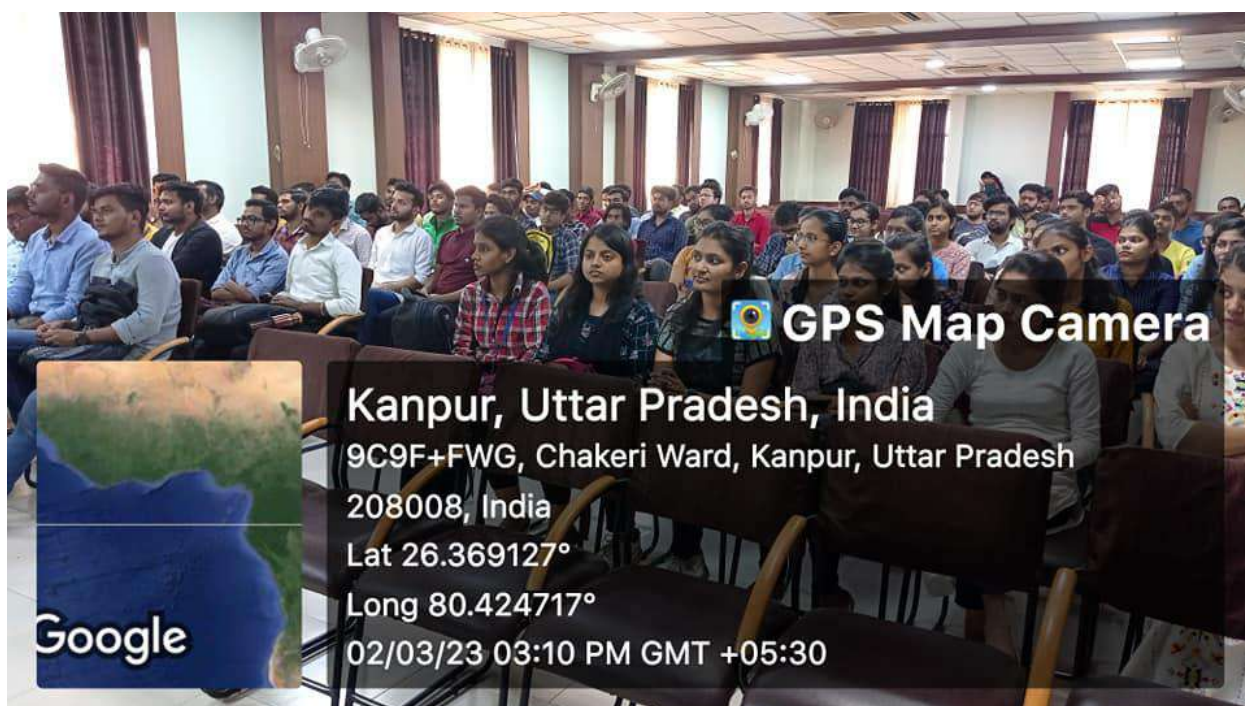 GPS Map Camera
Kanpur, Uttar Pradesh, India
9C9F+FWG, Chakeri Ward, Kanpur, Uttar Pradesh
208008, India
Lat 26.369127°
Long 80.424717°
02/03/23 03:10 PM GMT +05:30
Google